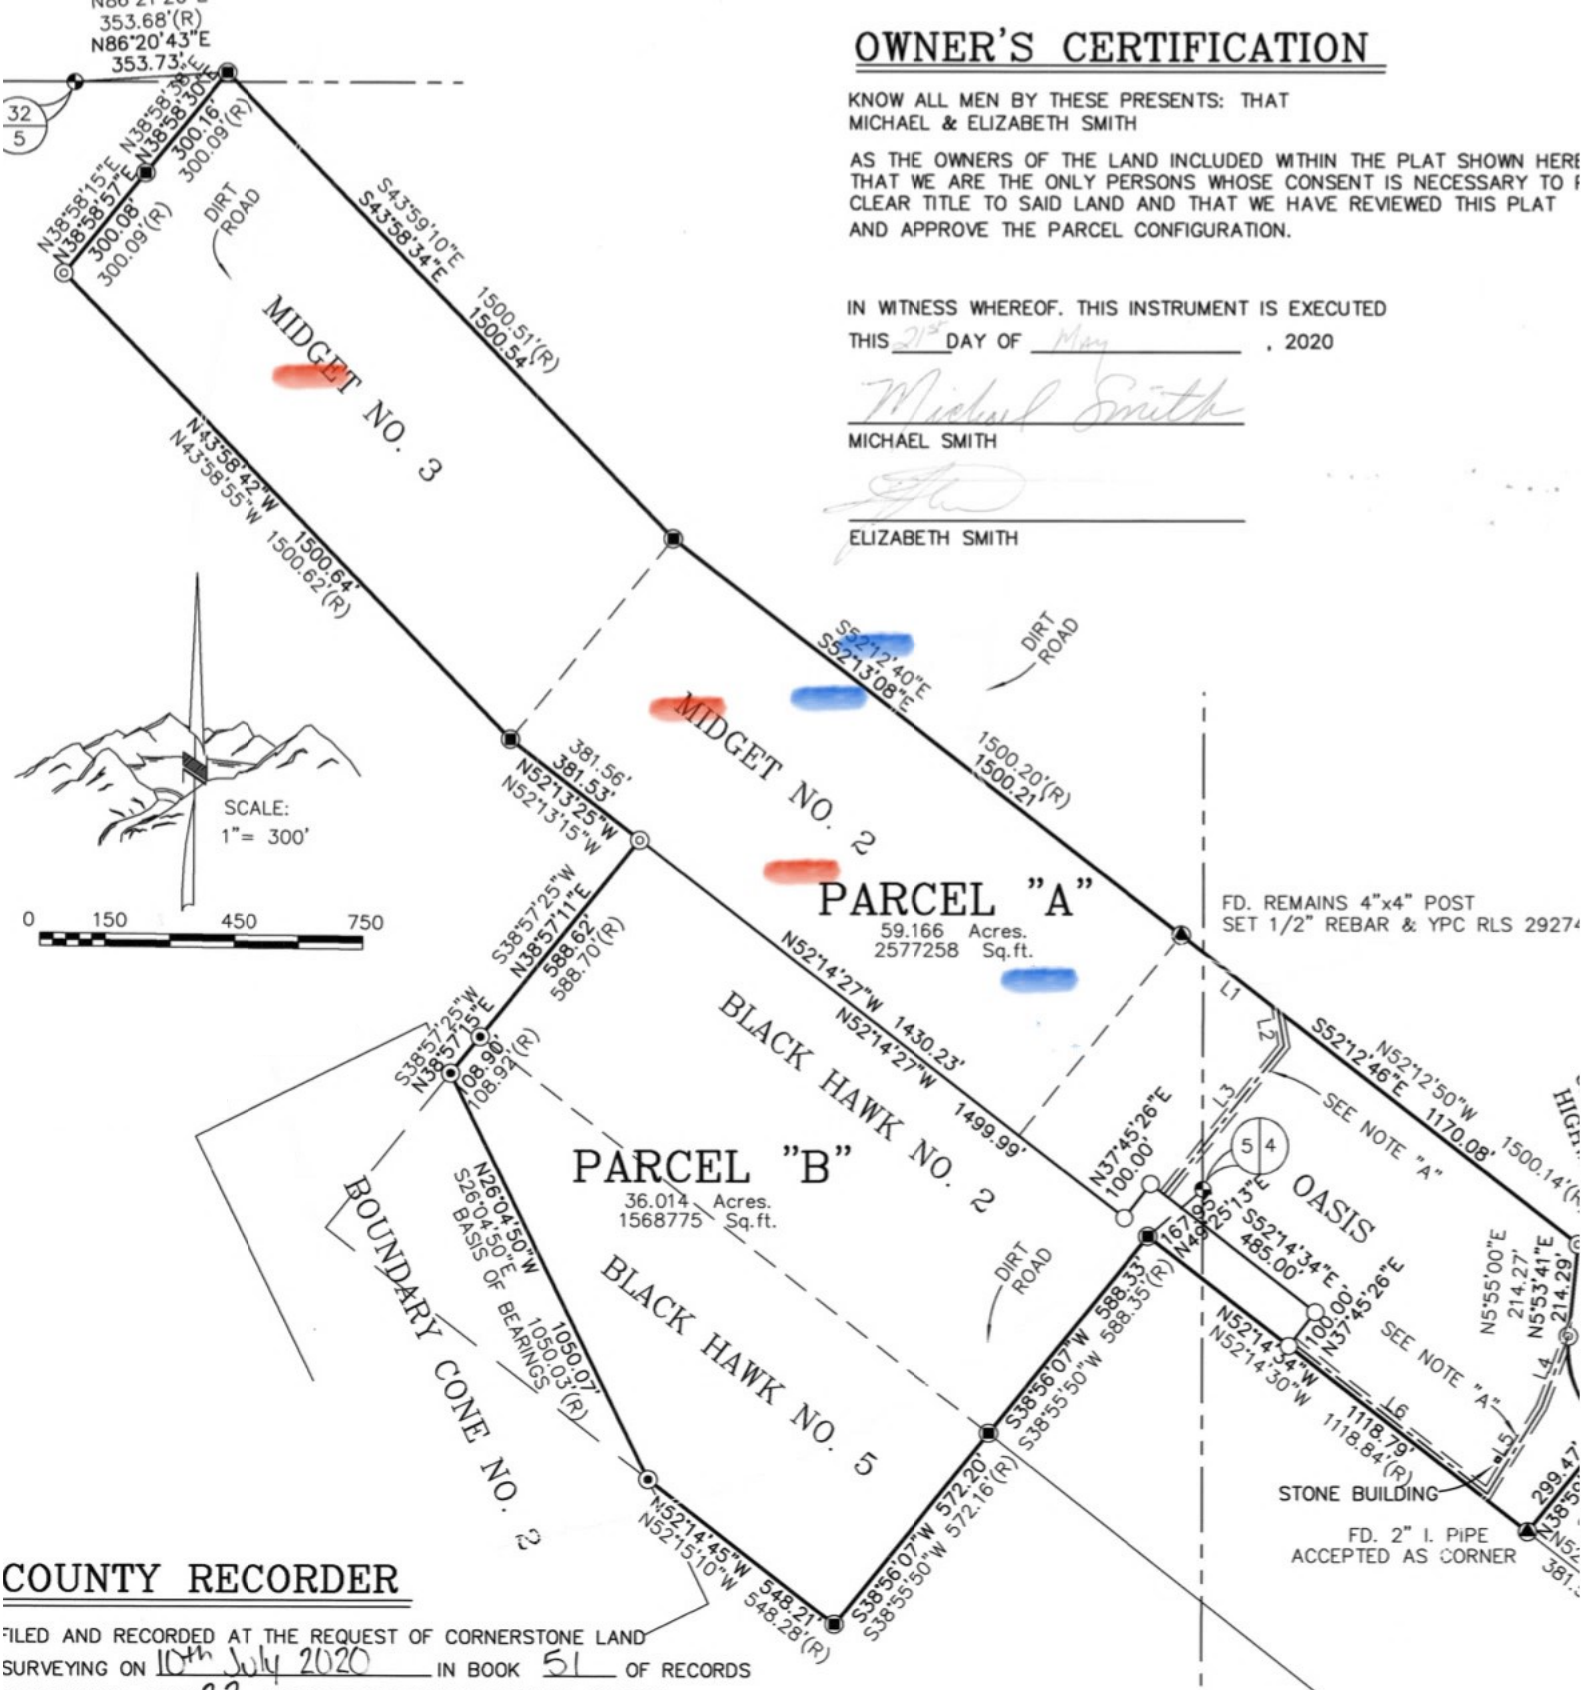 353.68'(R)
N86°20'43"E
353.73'
32
5
N38°58'30"E
300.16'
300.09'(R)
N38°58'15"E
N38°58'57"E
300.08'
300.09'(R)
DIRT
ROAD
S43°59'10"E
S43°58'34"E
1500.51'(R)
1500.54'
MIDGET NO. 3
N43°58'42"W
N43°58'55"W
1500.64'
1500.62'(R)
OWNER'S CERTIFICATION
KNOW ALL MEN BY THESE PRESENTS: THAT
MICHAEL & ELIZABETH SMITH
AS THE OWNERS OF THE LAND INCLUDED WITHIN THE PLAT SHOWN HERE
THAT WE ARE THE ONLY PERSONS WHOSE CONSENT IS NECESSARY TO
CLEAR TITLE TO SAID LAND AND THAT WE HAVE REVIEWED THIS PLAT
AND APPROVE THE PARCEL CONFIGURATION.
IN WITNESS WHEREOF. THIS INSTRUMENT IS EXECUTED
THIS 21st DAY OF May , 2020
Michael Smith
MICHAEL SMITH
ELIZABETH SMITH
DIRT
ROAD
S52°12'40"E
S52°13'08"E
1500.20'(R)
1500.21'
MIDGET NO. 2
381.56'
381.53'
N52°13'25"W
N52°13'15"W
SCALE:
1"= 300'
0 150 450 750
PARCEL "A"
59.166 Acres.
2577258 Sq.ft.
FD. REMAINS 4"x4" POST
SET 1/2" REBAR & YPC RLS 29274
S38°57'25"W
N38°57'11"E
588.62'
588.70'(R)
S38°57'25"W
N38°57'15"E
108.90'
108.92'(R)
N52°14'27"W 1430.23'
N52°14'27"W 1499.99'
BLACK HAWK NO. 2
L1
L2
L3
S52°12'46"E 1170.08'
N52°12'50"W 1500.14'(R)
SEE NOTE "A"
N37°45'26"E
100.00'
5 4
OASIS
N49°25'13"E
S52°14'34"E
485.00'
100.00'
N37°45'26"E
N5°55'00"E
214.27'
N5°53'41"E
214.29'
PARCEL "B"
36.014 Acres.
1568775 Sq.ft.
N26°04'50"W 1050.07'
S26°04'50"E 1050.03'(R)
BASIS OF BEARINGS
BOUNDARY CONE NO. 2
BLACK HAWK NO. 5
DIRT
ROAD
S38°56'07"W 588.33'
S38°55'50"W 588.35'(R)
N52°14'34"W
N52°14'30"W
1118.79'
1118.84'(R)
SEE NOTE "A"
L4
L5
L6
STONE BUILDING
299.47'
FD. 2" I. PIPE
ACCEPTED AS CORNER
S38°56'07"W 572.20'
S38°55'50"W 572.16'(R)
N52°14'45"W 548.21'
N52°15'10"W 548.28'(R)
COUNTY RECORDER
FILED AND RECORDED AT THE REQUEST OF CORNERSTONE LAND
SURVEYING ON 10th July 2020 IN BOOK 51 OF RECORDS